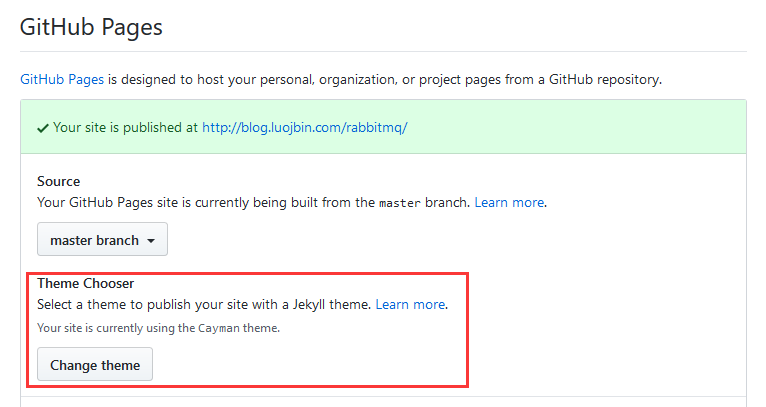 GitHub Pages
GitHub Pages is designed to host your personal, organization, or project pages from a GitHub repository.
Your site is published at http://blog.luojbin.com/rabbitmq/
Source
Your GitHub Pages site is currently being built from the master branch. Learn more.
master branch
Theme Chooser
Select a theme to publish your site with a Jekyll theme. Learn more.
Your site is currently using the Cayman theme.
Change theme